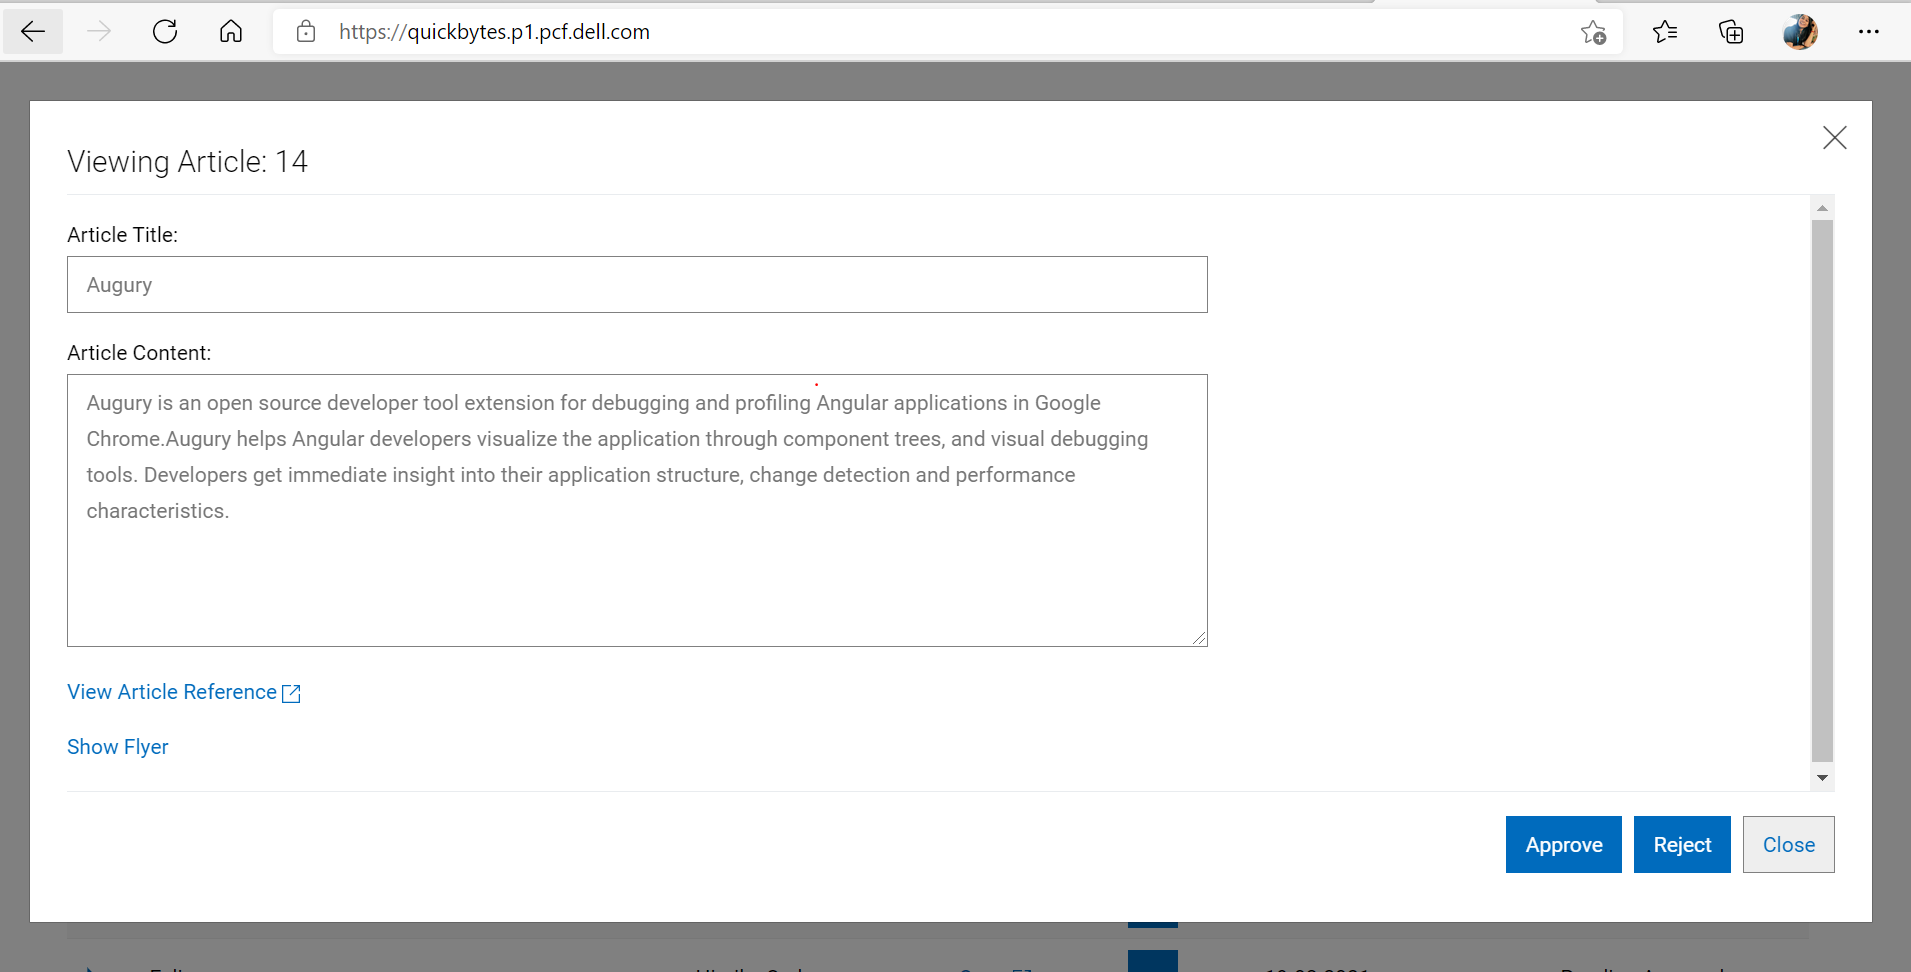 https://quickbytes.p1.pcf.dell.com
Viewing Article: 14
Article Title:
Augury
Article Content:
Augury is an open source developer tool extension for debugging and profiling Angular applications in Google
Chrome.Augury helps Angular developers visualize the application through component trees, and visual debugging
tools. Developers get immediate insight into their application structure, change detection and performance
characteristics.
View Article Reference
Show Flyer
Approve Reject Close